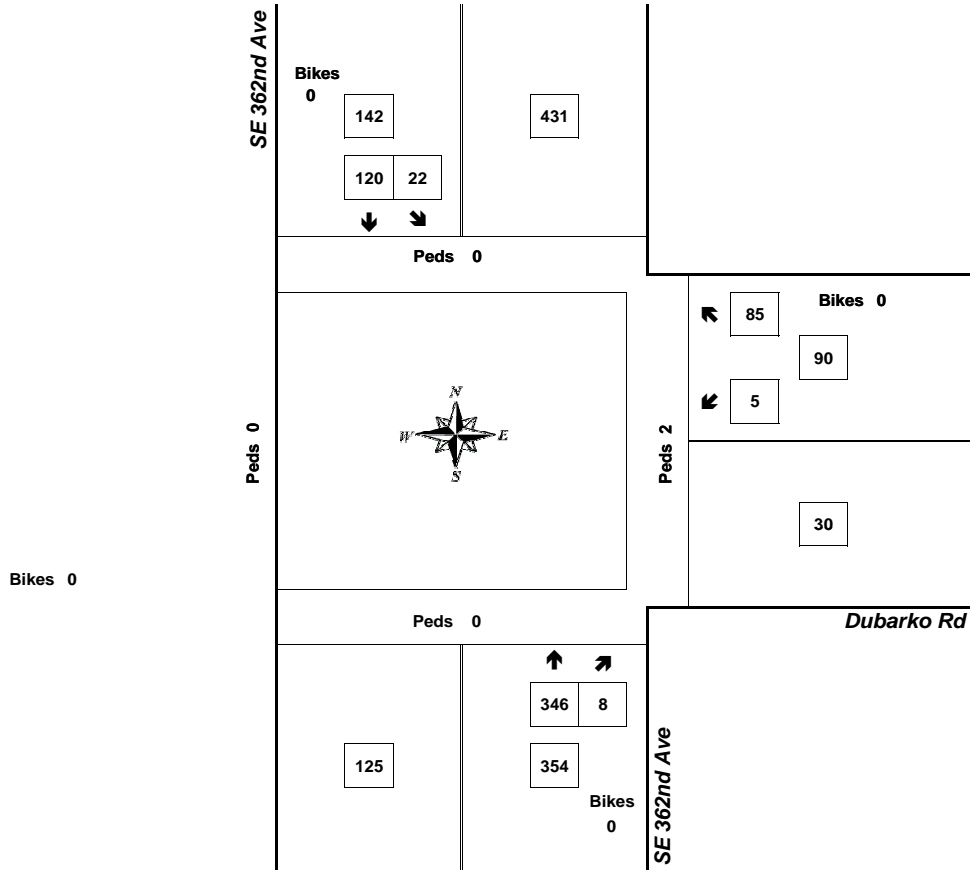 SE 362nd Ave
Bikes
0
142
431
120 22
Peds 0
Bikes 0
85
90
5
N
W E
S
Peds 0
Peds 2
30
Bikes 0
Peds 0
Dubarko Rd
346 8
125
354
Bikes
0
SE 362nd Ave